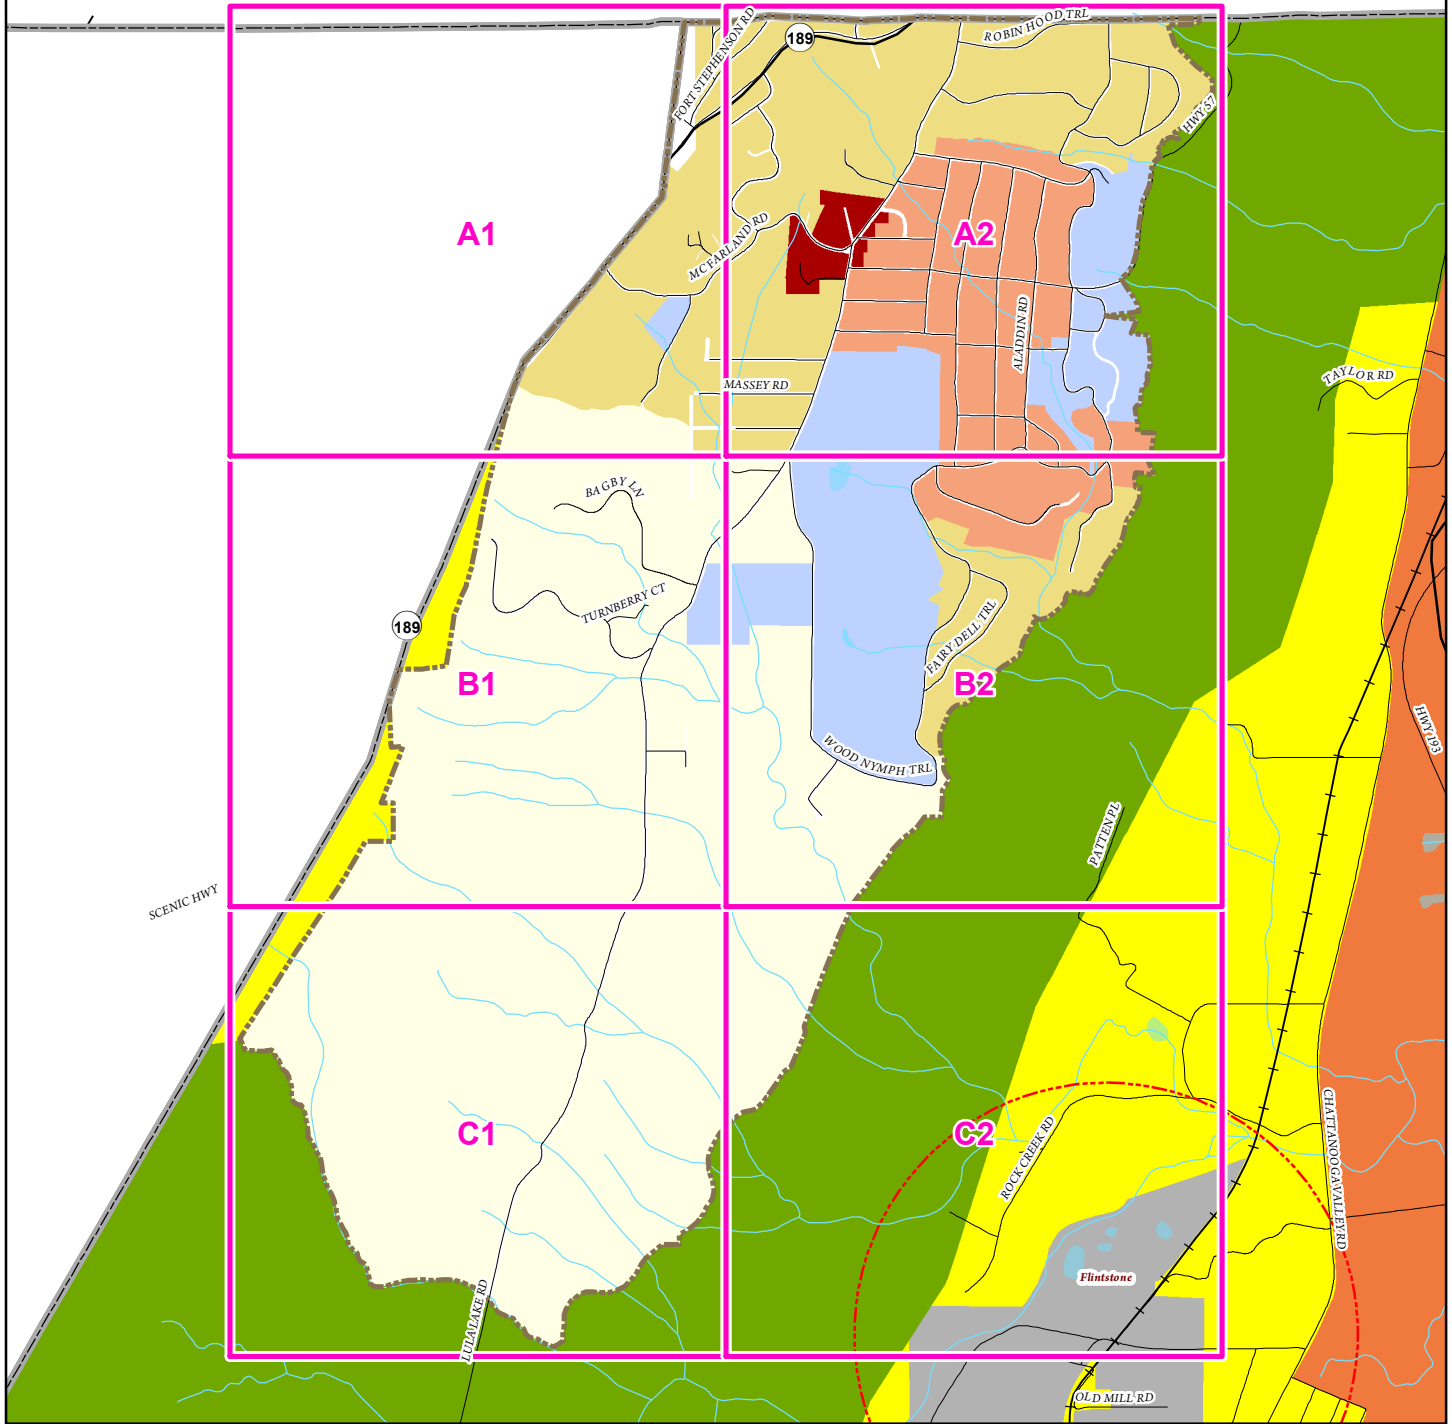 FORT STEPHENSON RD
189
ROBIN HOOD TRL
HWY 57
A1
MCFARLAND RD
A2
ALADDIN RD
MASSEY RD
TAYLOR RD
BAGBY LN
TURNBERRY CT
189
FAIRY DELL TRL
B1
B2
HWY 193
WOOD NYMPH TRL
PATTEN PL
SCENIC HWY
C1
C2
ROCK CREEK RD
CHATTANOOGA VALLEY RD
Flintstone
LULA LAKE RD
OLD MILL RD